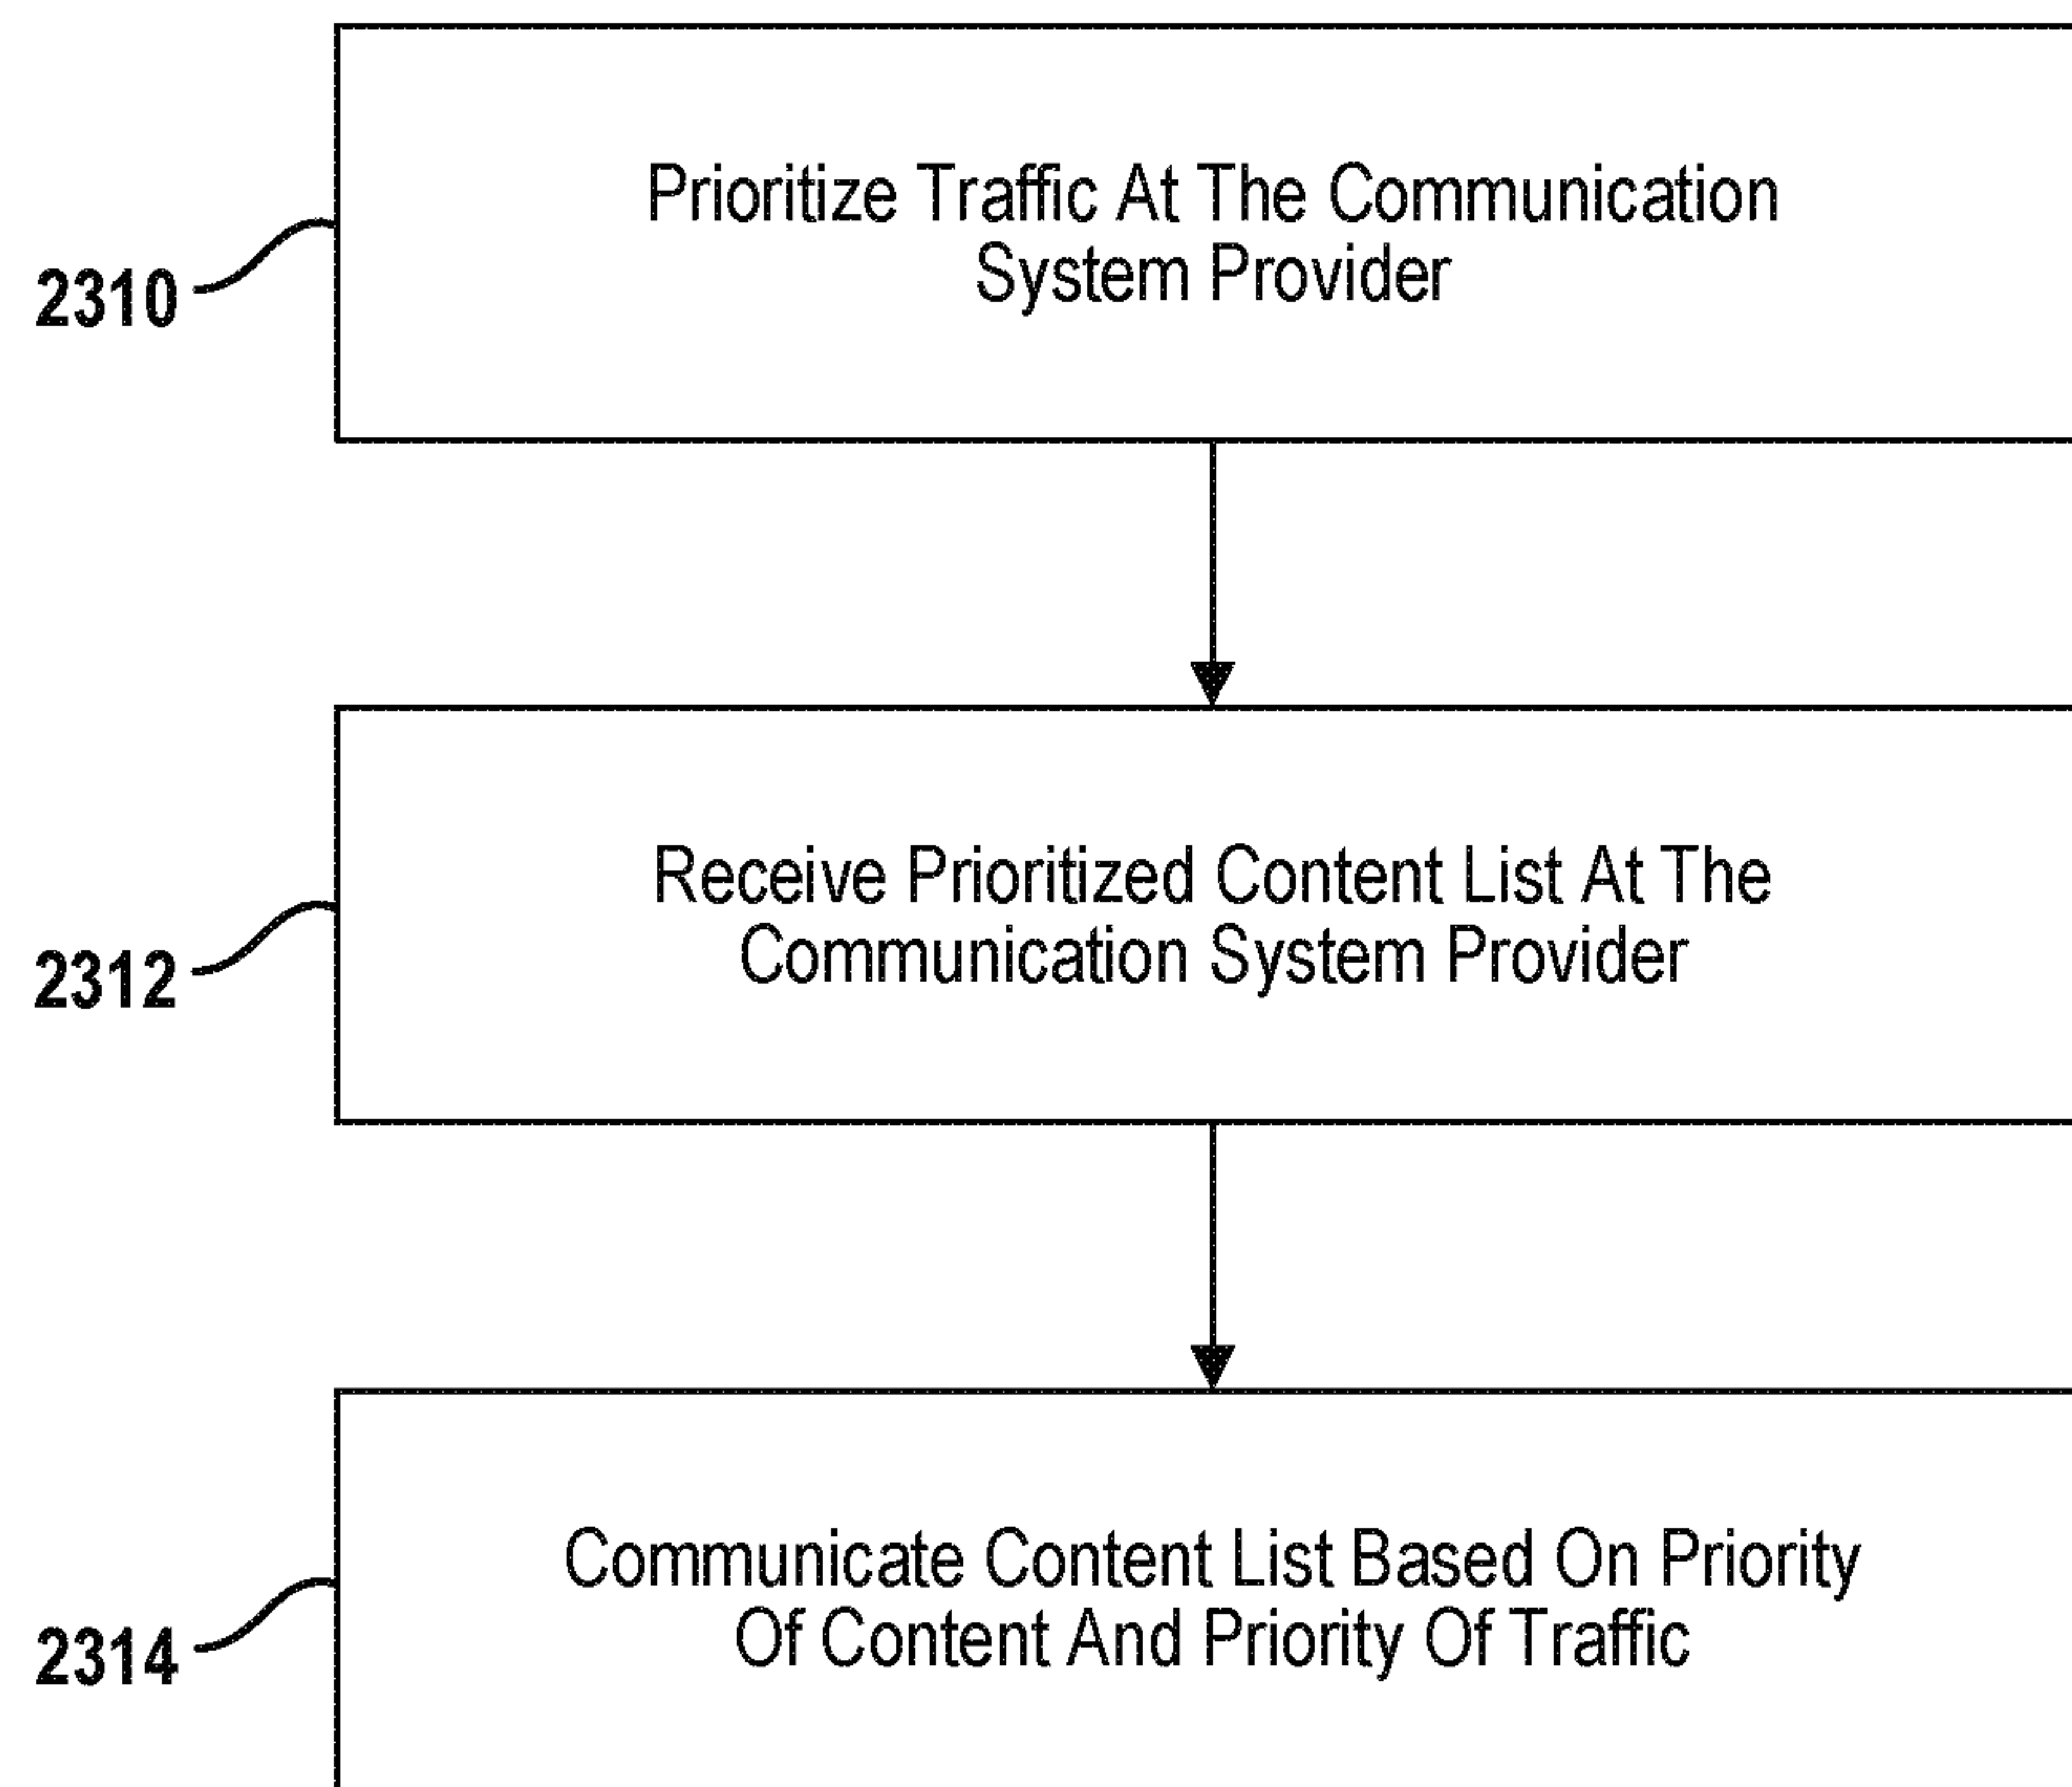 Prioritize Traffic At The Communication
System Provider
2310
Receive Prioritized Content List At The
Communication System Provider
2312
Communicate Content List Based On Priority
Of Content And Priority Of Traffic
2314